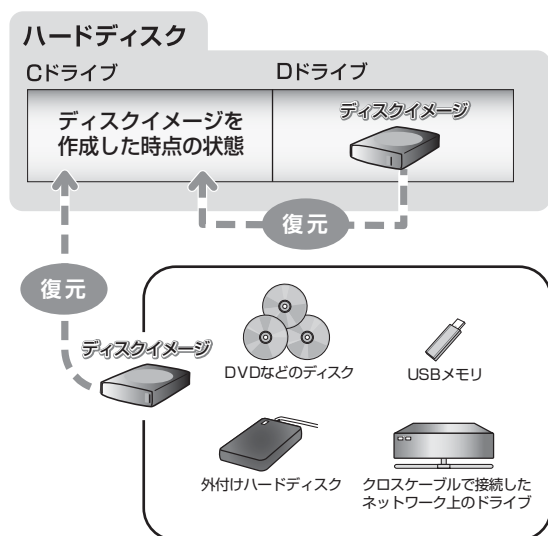 ハードディスク
Cドライブ
Dドライブ
ディスクイメージを
作成した時点の状態
ディスクイメージ
復元
復元
ディスクイメージ
DVDなどのディスク
USBメモリ
外付けハードディスク
クロスケーブルで接続した
ネットワーク上のドライブ